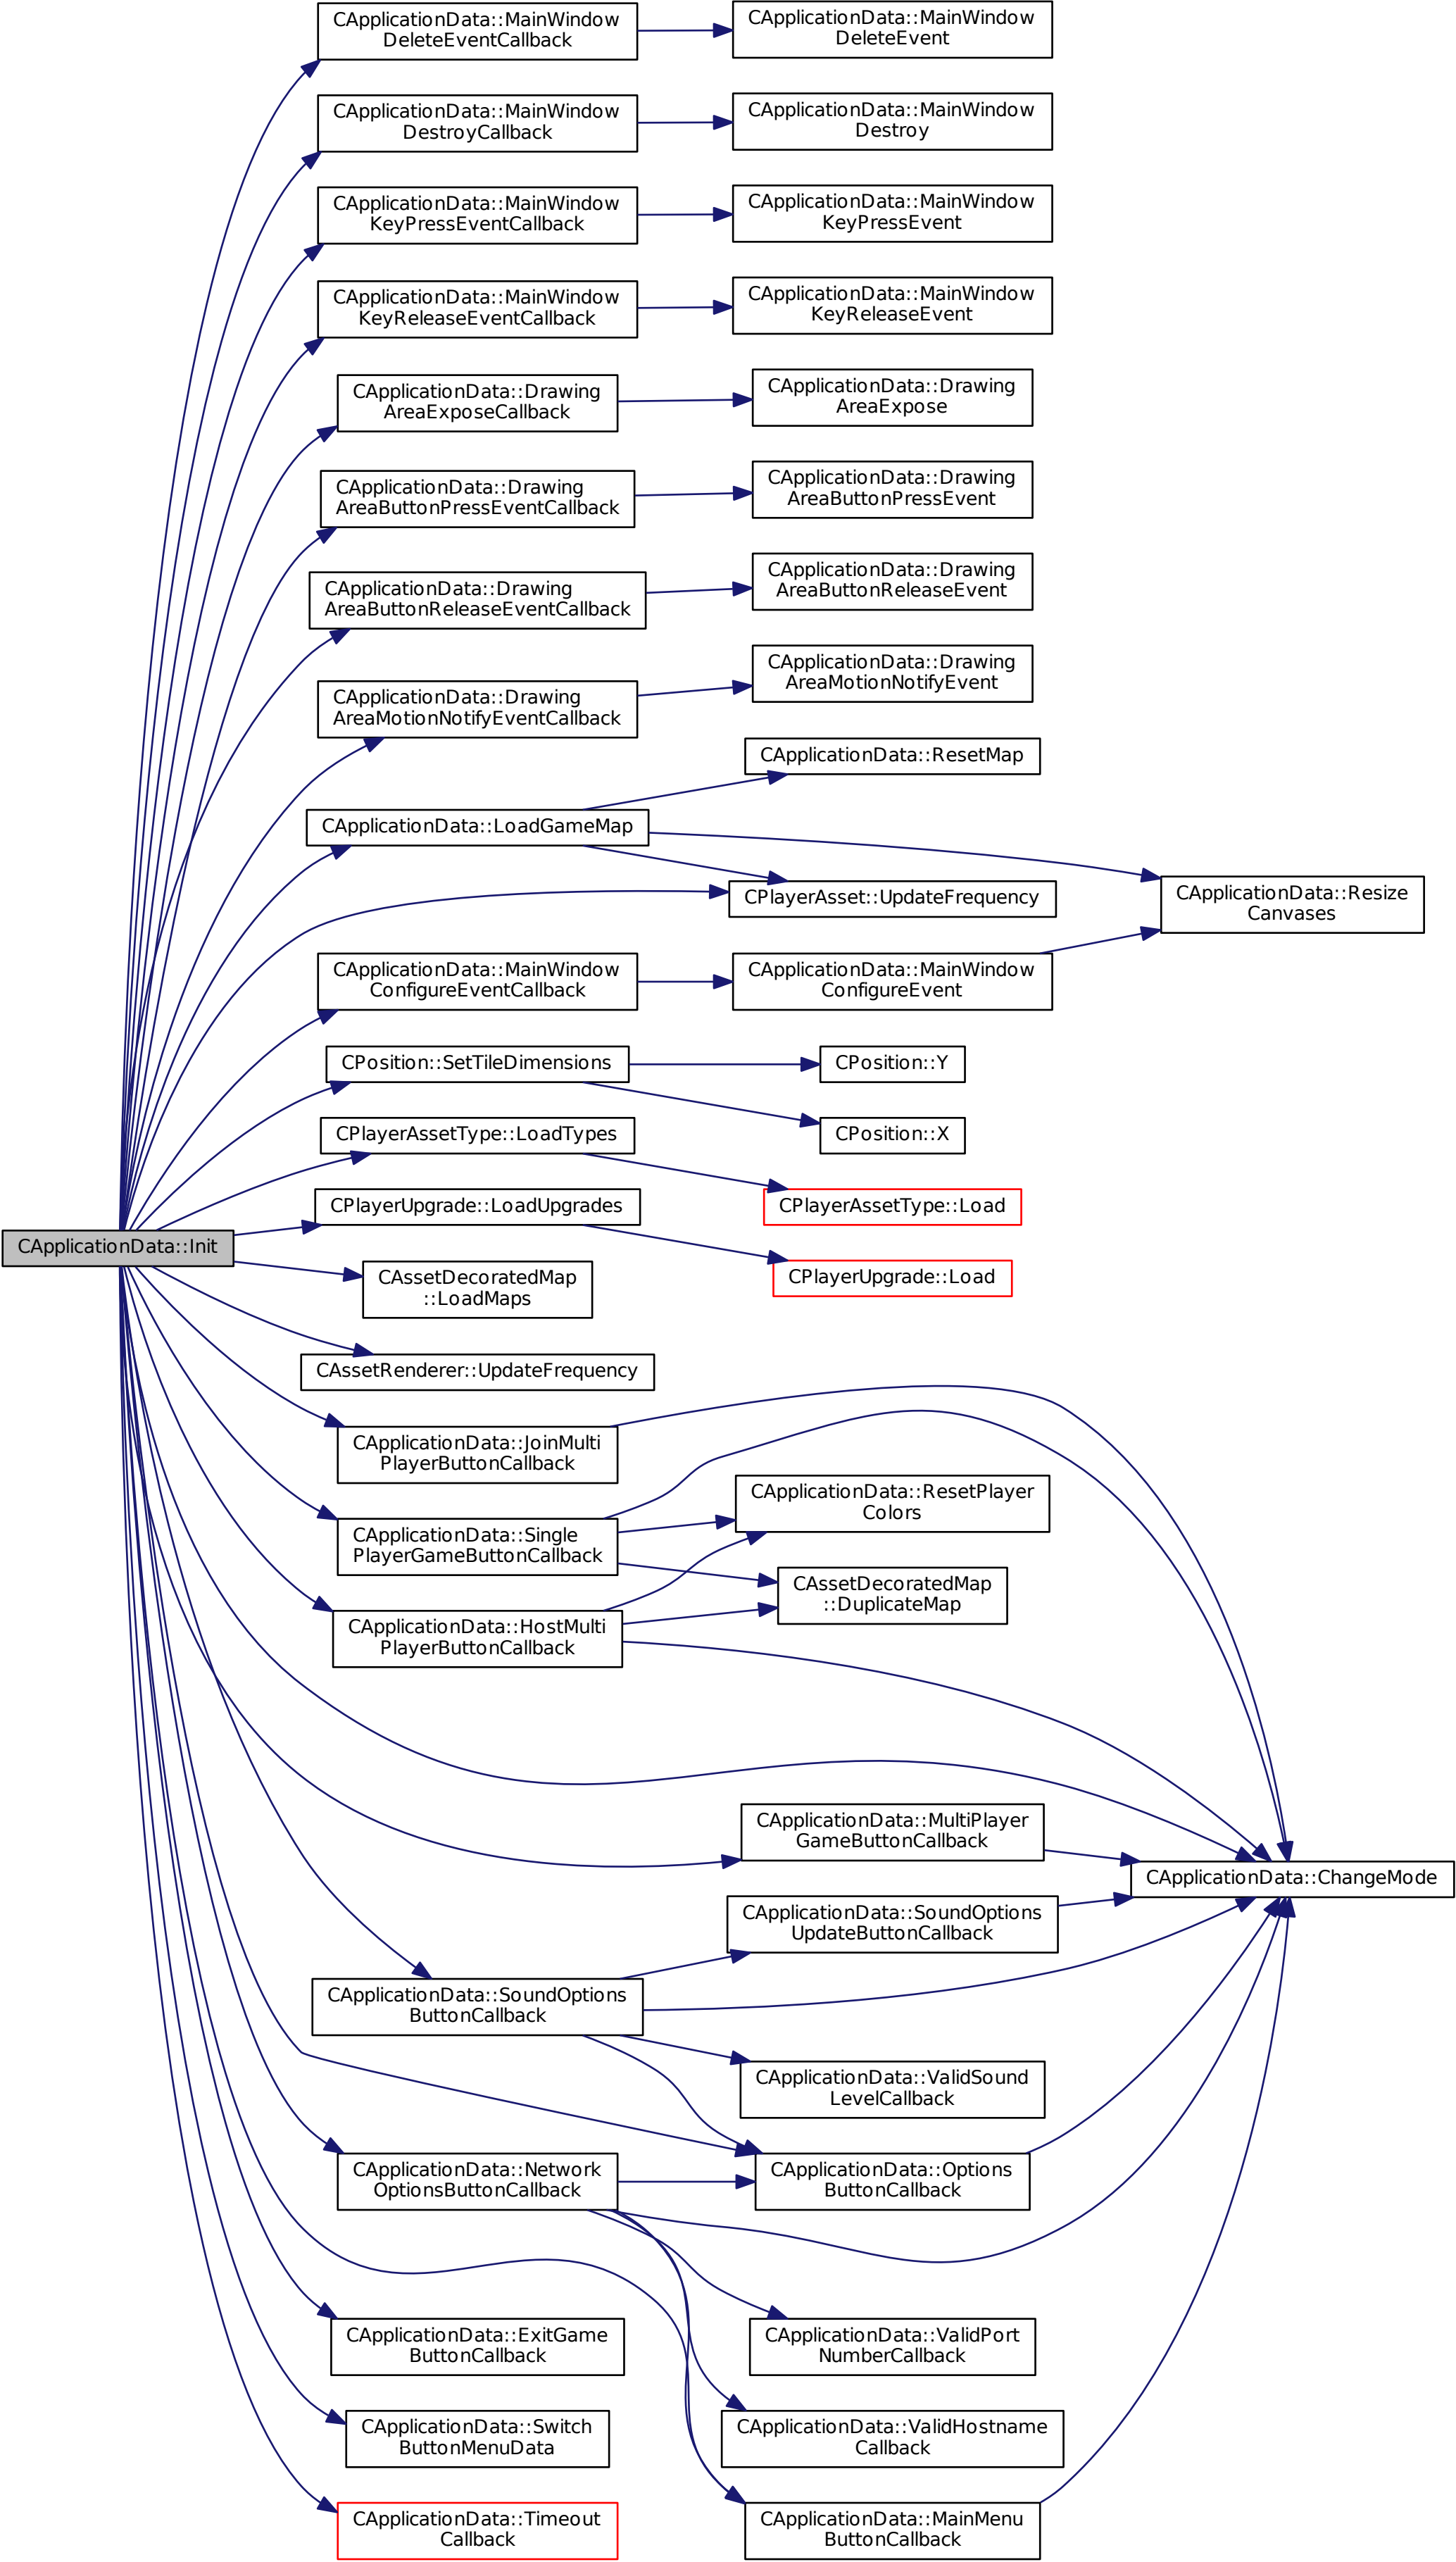 CApplicationData::MainWindow
DeleteEventCallback
CApplicationData::MainWindow
DeleteEvent
CApplicationData::MainWindow
DestroyCallback
CApplicationData::MainWindow
Destroy
CApplicationData::MainWindow
KeyPressEventCallback
CApplicationData::MainWindow
KeyPressEvent
CApplicationData::MainWindow
KeyReleaseEventCallback
CApplicationData::MainWindow
KeyReleaseEvent
CApplicationData::Drawing
AreaExposeCallback
CApplicationData::Drawing
AreaExpose
CApplicationData::Drawing
AreaButtonPressEventCallback
CApplicationData::Drawing
AreaButtonPressEvent
CApplicationData::Drawing
AreaButtonReleaseEventCallback
CApplicationData::Drawing
AreaButtonReleaseEvent
CApplicationData::Drawing
AreaMotionNotifyEventCallback
CApplicationData::Drawing
AreaMotionNotifyEvent
CApplicationData::ResetMap
CApplicationData::LoadGameMap
CPlayerAsset::UpdateFrequency
CApplicationData::Resize
Canvases
CApplicationData::MainWindow
ConfigureEventCallback
CApplicationData::MainWindow
ConfigureEvent
CPosition::SetTileDimensions
CPosition::Y
CPlayerAssetType::LoadTypes
CPosition::X
CPlayerUpgrade::LoadUpgrades
CPlayerAssetType::Load
CApplicationData::Init
CAssetDecoratedMap
::LoadMaps
CPlayerUpgrade::Load
CAssetRenderer::UpdateFrequency
CApplicationData::JoinMulti
PlayerButtonCallback
CApplicationData::ResetPlayer
Colors
CApplicationData::Single
PlayerGameButtonCallback
CAssetDecoratedMap
::DuplicateMap
CApplicationData::HostMulti
PlayerButtonCallback
CApplicationData::MultiPlayer
GameButtonCallback
CApplicationData::ChangeMode
CApplicationData::SoundOptions
UpdateButtonCallback
CApplicationData::SoundOptions
ButtonCallback
CApplicationData::ValidSound
LevelCallback
CApplicationData::Network
OptionsButtonCallback
CApplicationData::Options
ButtonCallback
CApplicationData::ExitGame
ButtonCallback
CApplicationData::ValidPort
NumberCallback
CApplicationData::Switch
ButtonMenuData
CApplicationData::ValidHostname
Callback
CApplicationData::Timeout
Callback
CApplicationData::MainMenu
ButtonCallback